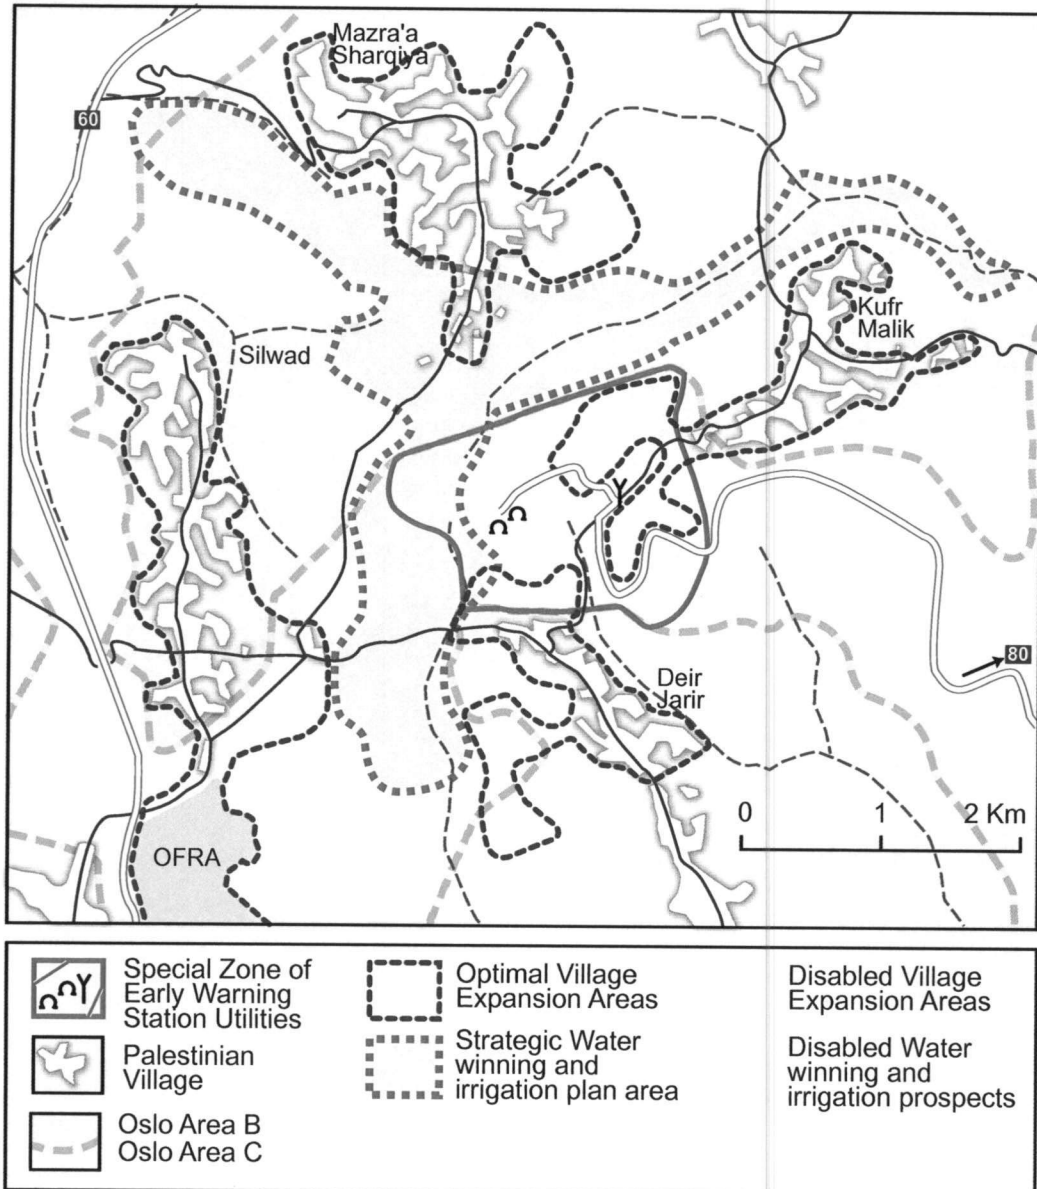 Mazra'a
Sharqiya
60
Silwad
Kufr
Malik
80
Deir
Jarir
0 1 2 Km
OFRA
Special Zone of
Early Warning
Station Utilities
Palestinian
Village
Oslo Area B
Oslo Area C
Optimal Village
Expansion Areas
Strategic Water
winning and
irrigation plan area
Disabled Village
Expansion Areas
Disabled Water
winning and
irrigation prospects